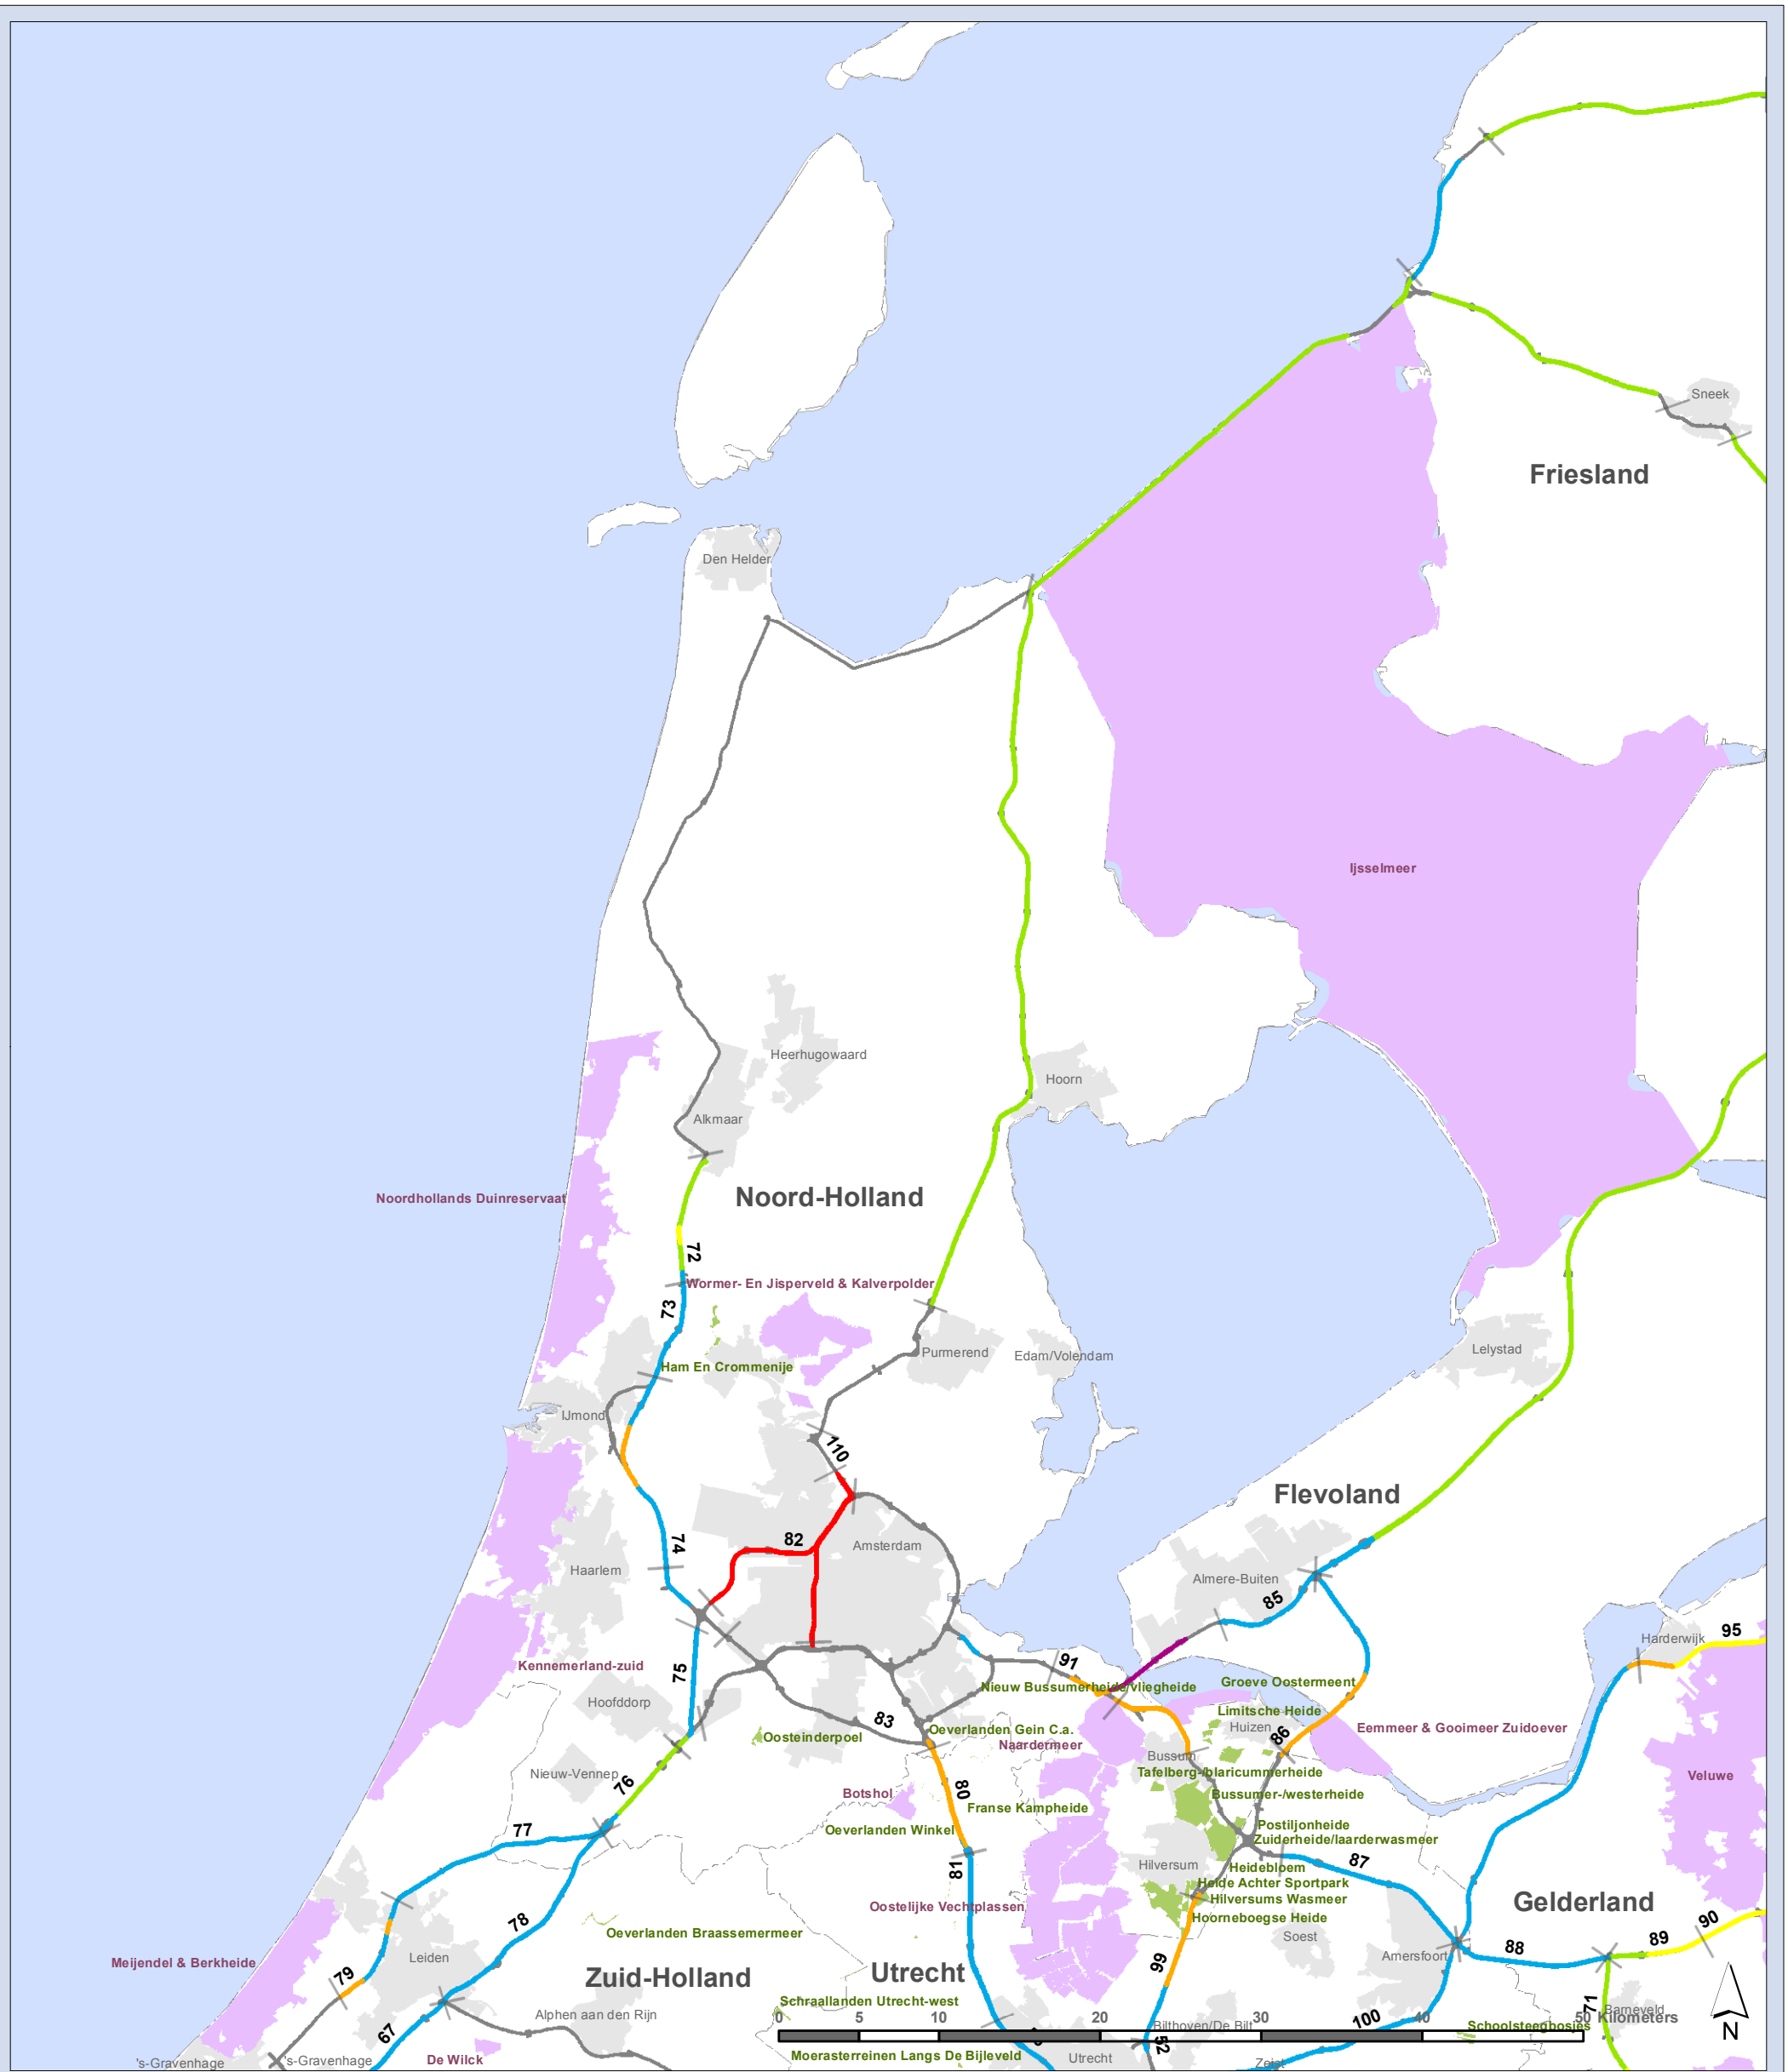 Sneek
Friesland
Den Helder
Ijsselmeer
Heerhugowaard
Hoorn
Alkmaar
Noordhollands Duinreservaat
Noord-Holland
72
Wormer- En Jisperveld & Kalverpolder
73
Purmerend
Edam/Volendam
Lelystad
Ham En Crommenije
IJmond
110
Flevoland
82
Amsterdam
74
Haarlem
Almere-Buiten
85
Harderwijk
95
Kennemerland-zuid
75
91
Nieuw Bussumerheide/vliegheide
Groeve Oostermeent
Hoofddorp
Limitsche Heide
83
Huizen
Oeverlanden Gein C.a.
Eemmeer & Gooimeer Zuidoever
86
Oosteinderpoel
Naardermeer
Bussum
Nieuw-Vennep
76
Tafelberg-/blaricummerheide
Veluwe
Botshol
80
Bussumer-/westerheide
Franse Kampheide
77
Oeverlanden Winkel
Postiljonheide
Zuiderheide/laarderwasmeer
81
Hilversum
Heidebloem
87
Heide Achter Sportpark
Gelderland
Oostelijke Vechtplassen
Hilversums Wasmeer
78
Hoorneboegse Heide
90
Oeverlanden Braassemermeer
Soest
89
88
Leiden
Amersfoort
Meijendel & Berkheide
99
79
Zuid-Holland
Utrecht
Schraallanden Utrecht-west
71
Alphen aan den Rijn
Barneveld
0 5 10 20 30 40 50 Kilometers
100
Bilthoven/De Bilt
Schoolsteegbosjes
N
67
52
's-Gravenhage
's-Gravenhage
De Wilck
Moerasterreinen Langs De Bijleveld
Utrecht
Zeist